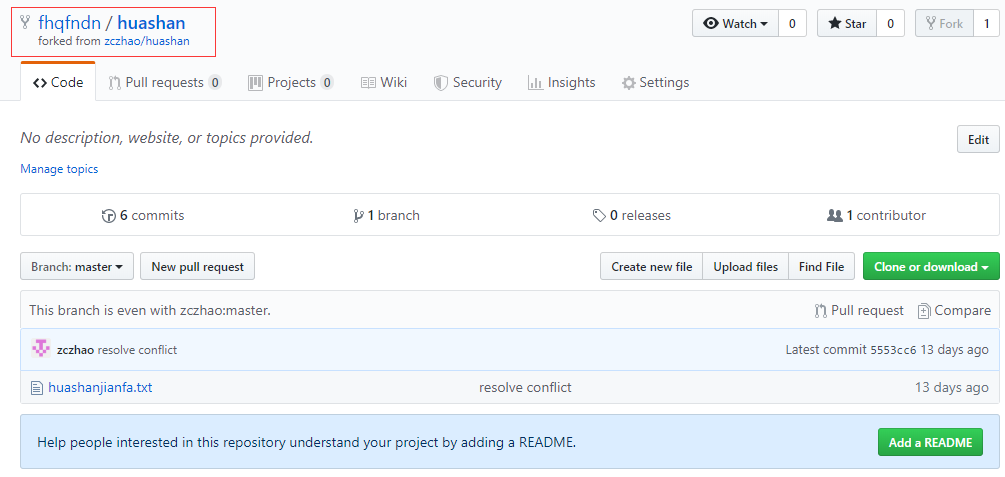 fhqfndn / huashan
forked from zczhao/huashan
Watch 0 Star 0 Fork 1
Code Pull requests 0 Projects 0 Wiki Security Insights Settings
No description, website, or topics provided.
Edit
Manage topics
6 commits 1 branch 0 releases 1 contributor
Branch: master New pull request Create new file Upload files Find File Clone or download
This branch is even with zczhao:master. Pull request Compare
zczhao resolve conflict Latest commit 5553cc6 13 days ago
huashanjianfa.txt resolve conflict 13 days ago
Help people interested in this repository understand your project by adding a README. Add a README